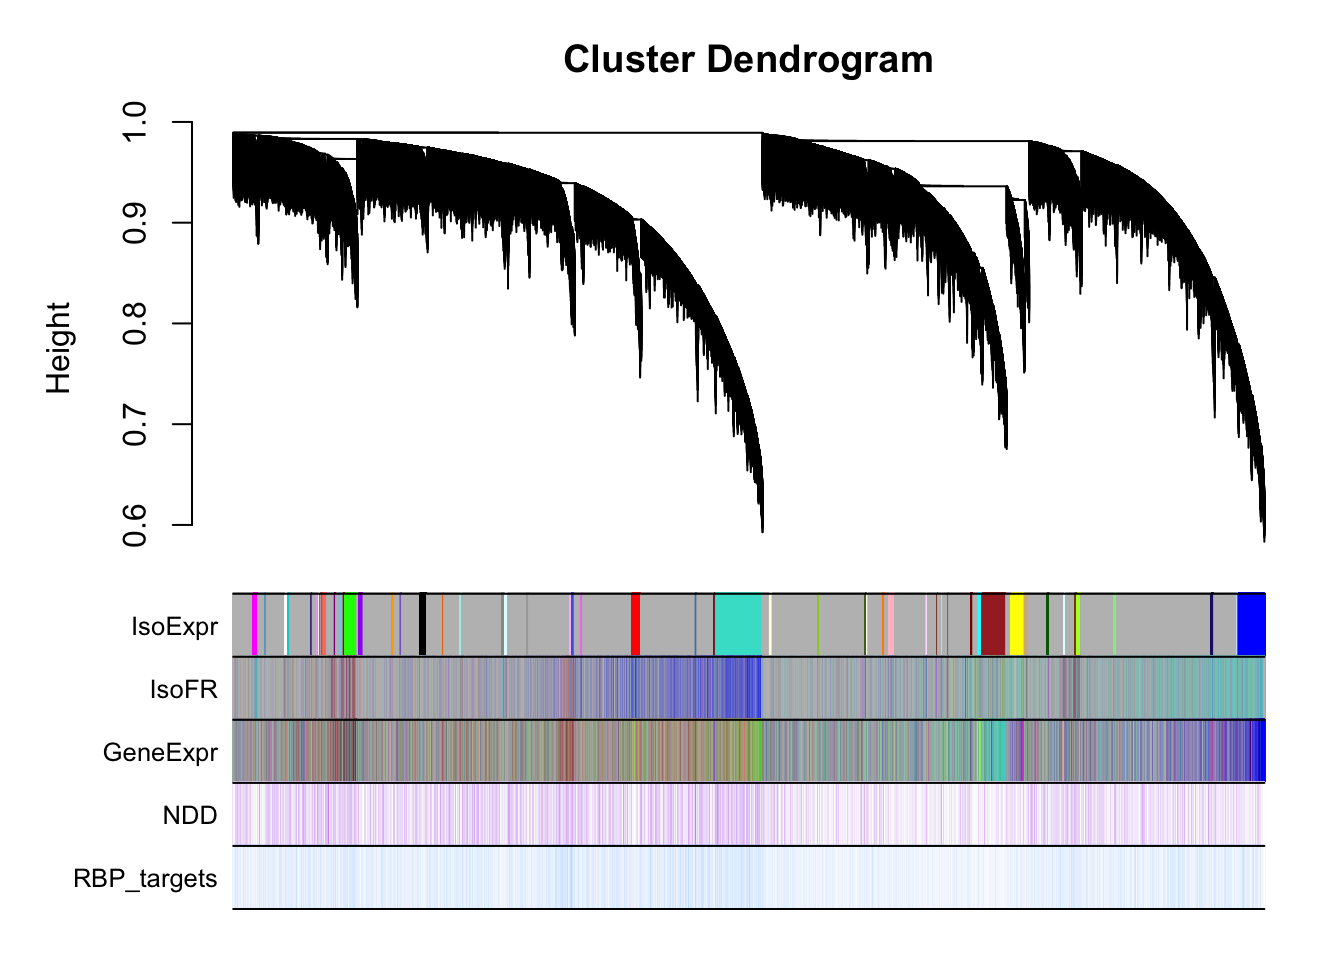 Cluster Dendrogram
Height
1.0
0.9
0.8
0.7
0.6
IsoExpr
IsoFR
GeneExpr
NDD
RBP_targets